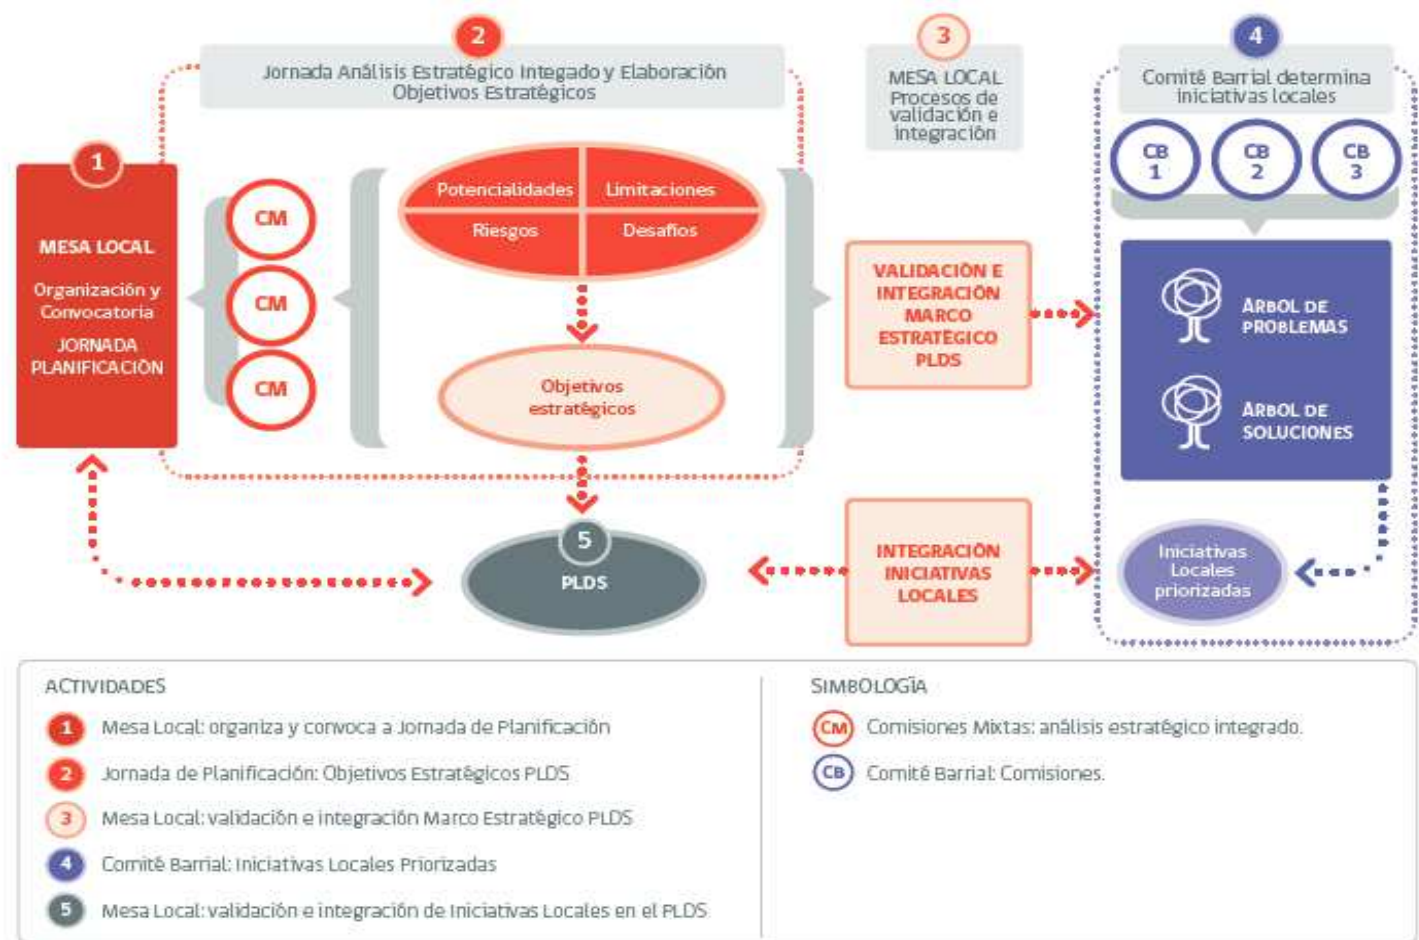 2
Jornada Análisis Estratégico Integado y Elaboración
Objetivos Estratégicos
3
MESA LOCAL
Procesos de
validación e
integración
4
Comité Barrial determina
iniciativas locales
1
MESA LOCAL
Organización y
Convocatoria
JORNADA
PLANIFICACIÓN
CM
CM
CM
Potencialidades
Limitaciones
Riesgos
Desafíos
Objetivos
estratégicos
VALIDACIÓN E
INTEGRACIÓN
MARCO
ESTRATÉGICO
PLDS
CB
1
CB
2
CB
3
ÁRBOL DE
PROBLEMAS
ÁRBOL DE
SOLUCIONES
5
PLDS
INTEGRACIÓN
INICIATIVAS
LOCALES
Iniciativas
Locales
priorizadas
ACTIVIDADES
1 Mesa Local: organiza y convoca a Jornada de Planificación
2 Jornada de Planificación: Objetivos Estratégicos PLDS
3 Mesa Local: validación e integración Marco Estratégico PLDS
4 Comité Barrial: Iniciativas Locales Priorizadas
5 Mesa Local: validación e integración de Iniciativas Locales en el PLDS
SIMBOLOGÍA
CM Comisiones Mixtas: análisis estratégico integrado.
CB Comité Barrial: Comisiones.